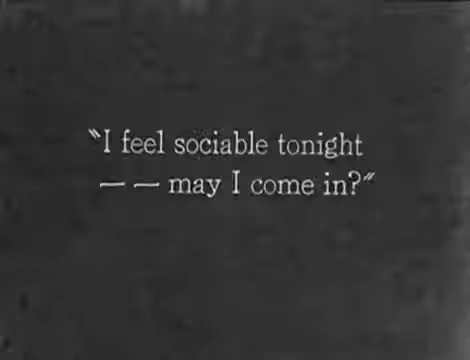 "I feel sociable tonight
— — may I come in?"